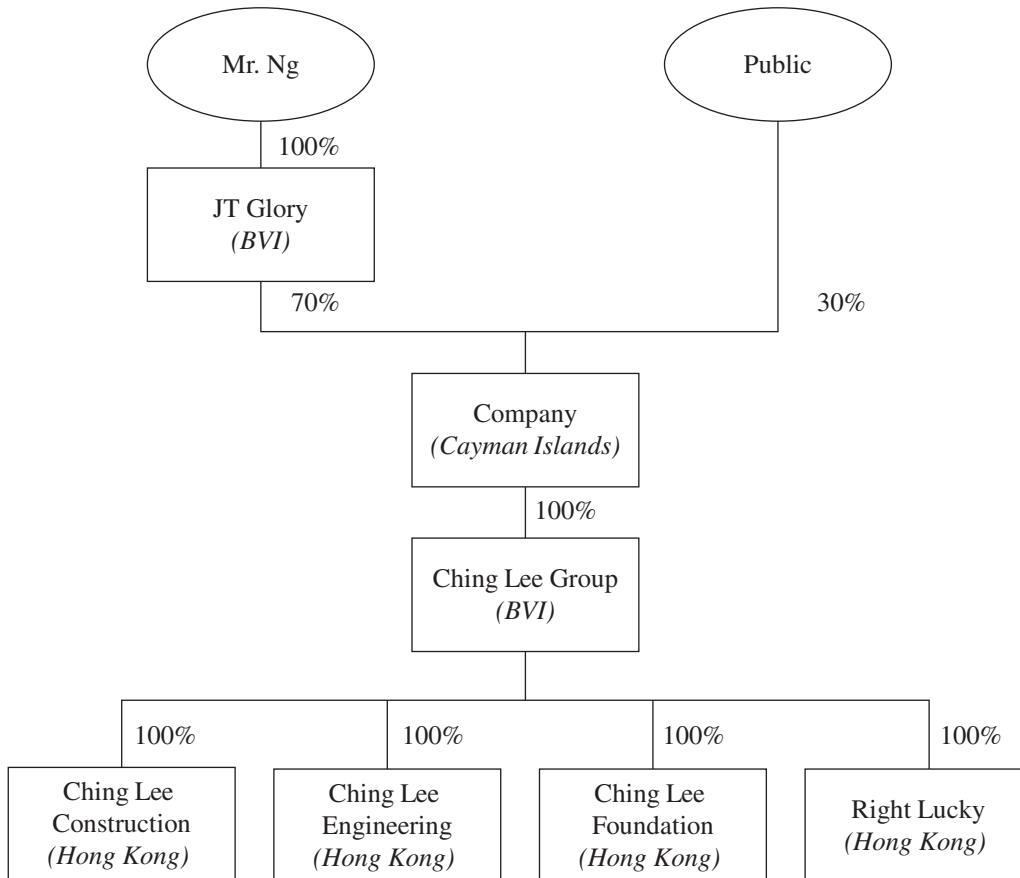 Mr. Ng
Public
100%
JT Glory
(BVI)
70%
30%
Company
(Cayman Islands)
100%
Ching Lee Group
(BVI)
100%
100%
100%
100%
Ching Lee
Construction
(Hong Kong)
Ching Lee
Engineering
(Hong Kong)
Ching Lee
Foundation
(Hong Kong)
Right Lucky
(Hong Kong)